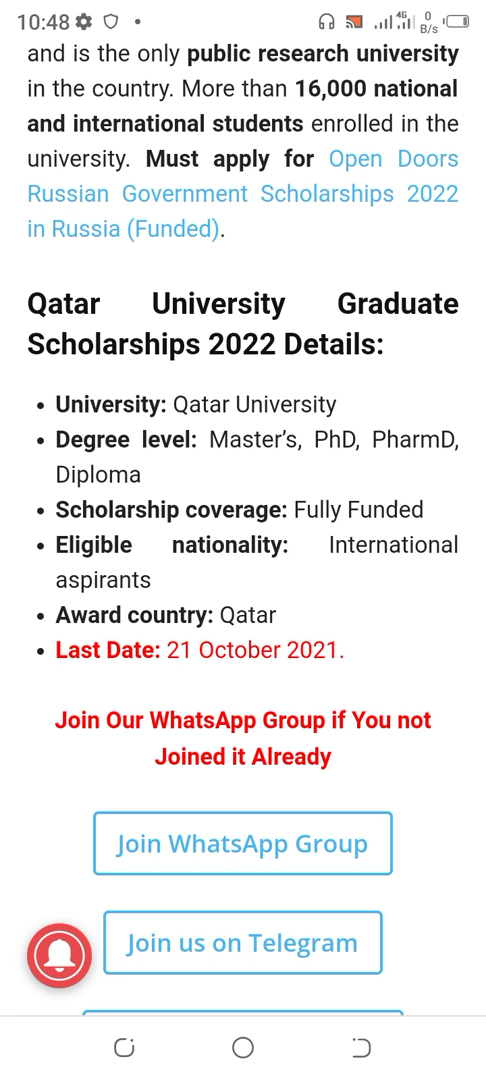 10:48 4G 0 B/s
and is the only public research university
in the country. More than 16,000 national
and international students enrolled in the
university. Must apply for Open Doors
Russian Government Scholarships 2022
in Russia (Funded).
Qatar University Graduate
Scholarships 2022 Details:
• University: Qatar University
• Degree level: Master’s, PhD, PharmD,
Diploma
• Scholarship coverage: Fully Funded
• Eligible nationality: International
aspirants
• Award country: Qatar
• Last Date: 21 October 2021.
Join Our WhatsApp Group if You not
Joined it Already
Join WhatsApp Group
Join us on Telegram